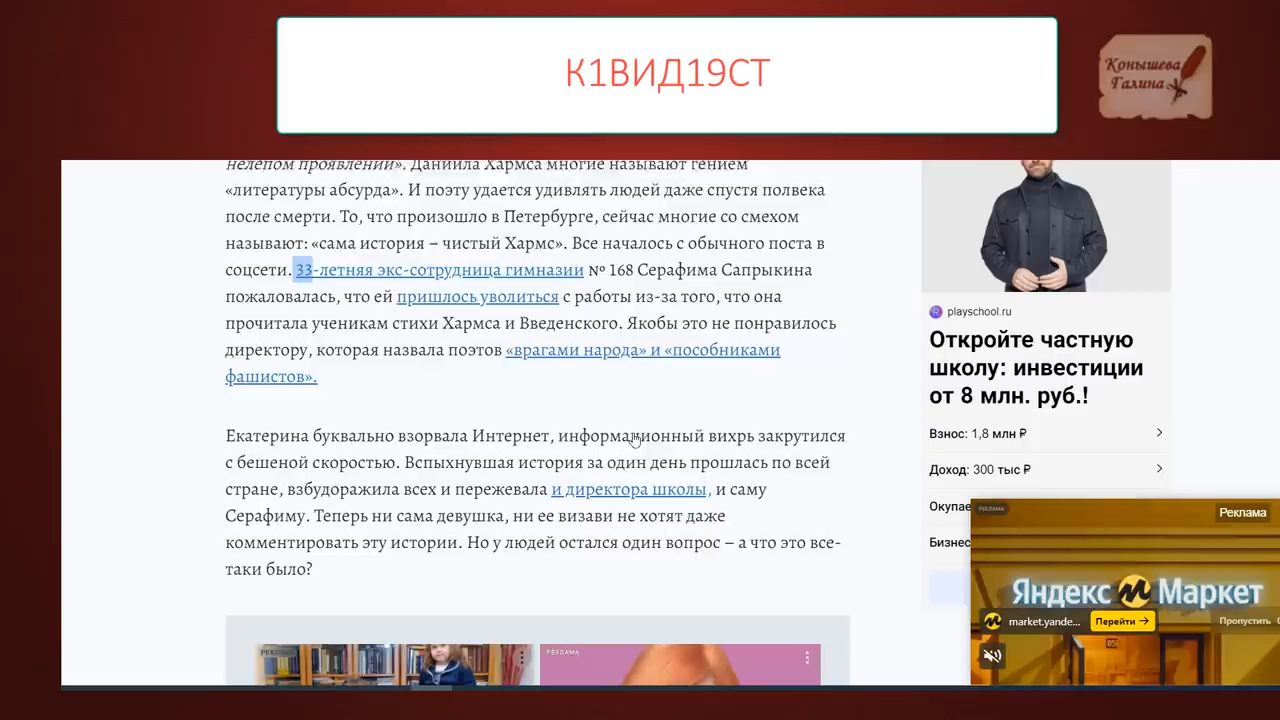 К1ВИД19СТ
Конышева
Галина
нелепом проявлении». Даниила Хармса многие называют гением
«литературы абсурда». И поэту удается удивлять людей даже спустя полвека
после смерти. То, что произошло в Петербурге, сейчас многие со смехом
называют: «сама история – чистый Хармс». Все началось с обычного поста в
соцсети. 33-летняя экс-сотрудница гимназии № 168 Серафима Сапрыкина
пожаловалась, что ей пришлось уволиться с работы из-за того, что она
прочитала ученикам стихи Хармса и Введенского. Якобы это не понравилось
директору, которая назвала поэтов «врагами народа» и «пособниками
фашистов».
Екатерина буквально взорвала Интернет, информационный вихрь закрутился
с бешеной скоростью. Вспыхнувшая история за один день прошлась по всей
стране, взбудоражила всех и пережевала и директора школы, и саму
Серафиму. Теперь ни сама девушка, ни ее визави не хотят даже
комментировать эту истории. Но у людей остался один вопрос – а что это все-
таки было?
РЕКЛАМА
playschool.ru
Откройте частную
школу: инвестиции
от 8 млн. руб.!
Взнос: 1,8 млн ₽
Доход: 300 тыс ₽
Окупае
Бизнес
РЕКЛАМА
Реклама
Яндекс Маркет
market.yande...
Перейти →
Пропустить